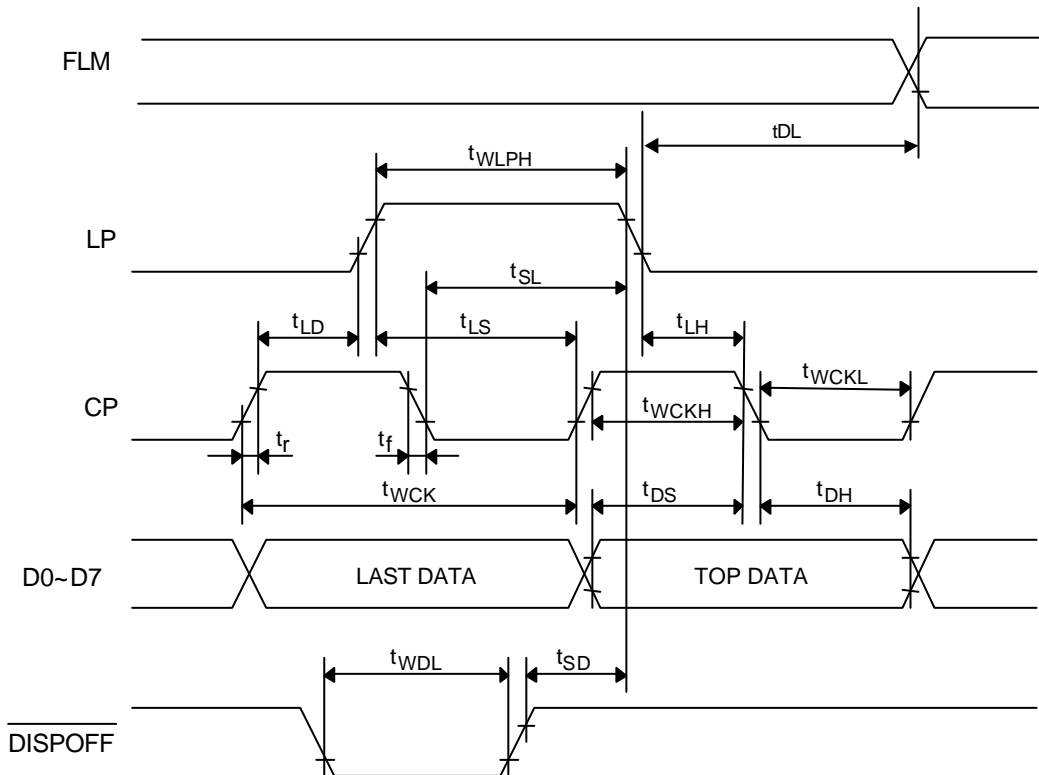 FLM
tDL
tWLPH
LP
tSL
tLD
tLS
tLH
CP
tWCKL
tWCKH
tr
tf
tWCK
tDS
tDH
D0~D7
LAST DATA
TOP DATA
tWDL
tSD
DISPOFF